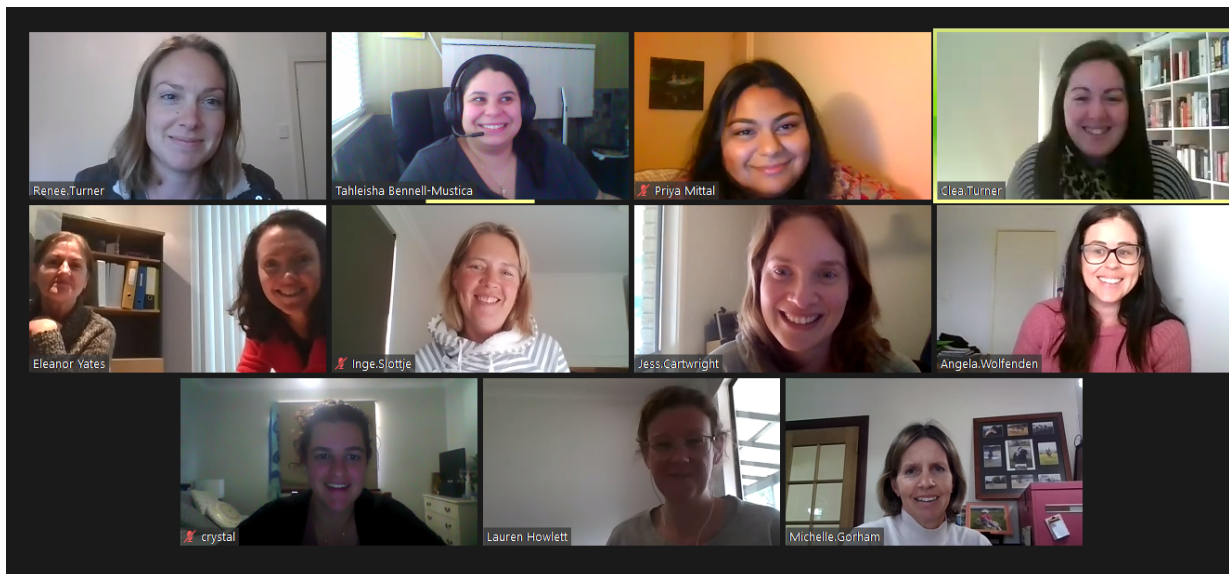 Renee.Turner
Tahleisha Bennell-Mustica
Priya Mittal
Clea.Turner
Eleanor Yates
Inge.Slottje
Jess.Cartwright
Angela.Wolfenden
crystal
Lauren Howlett
Michelle.Gorham